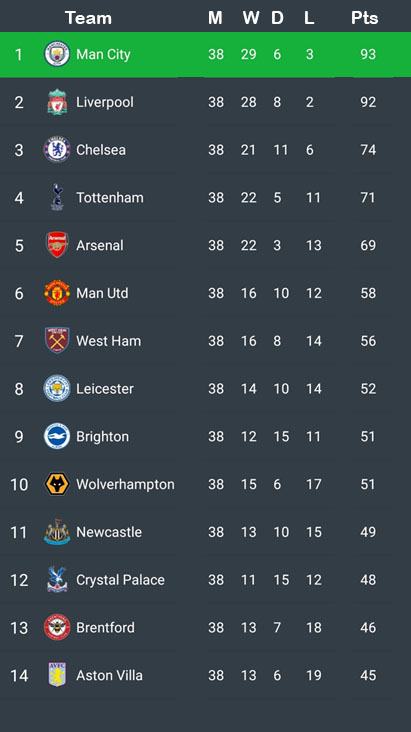 Team M W D L Pts
1 Man City 38 29 6 3 93
2 Liverpool 38 28 8 2 92
3 Chelsea 38 21 11 6 74
4 Tottenham 38 22 5 11 71
5 Arsenal 38 22 3 13 69
6 Man Utd 38 16 10 12 58
7 West Ham 38 16 8 14 56
8 Leicester 38 14 10 14 52
9 Brighton 38 12 15 11 51
10 Wolverhampton 38 15 6 17 51
11 Newcastle 38 13 10 15 49
12 Crystal Palace 38 11 15 12 48
13 Brentford 38 13 7 18 46
14 Aston Villa 38 13 6 19 45